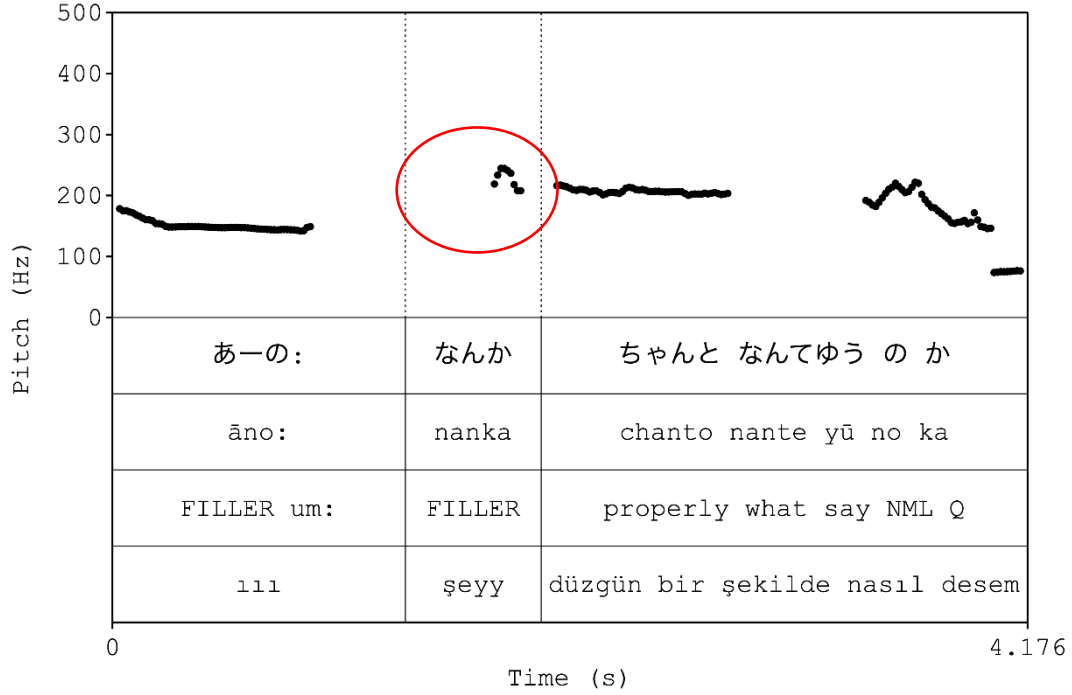 500
400
300
200
100
0
Pitch (Hz)
あーの: なんか ちゃんと なんてゆう の か
āno: nanka chanto nante yū no ka
FILLER um: FILLER properly what say NML Q
ııı şeyy düzgün bir şekilde nasıl desem
0 4.176
Time (s)